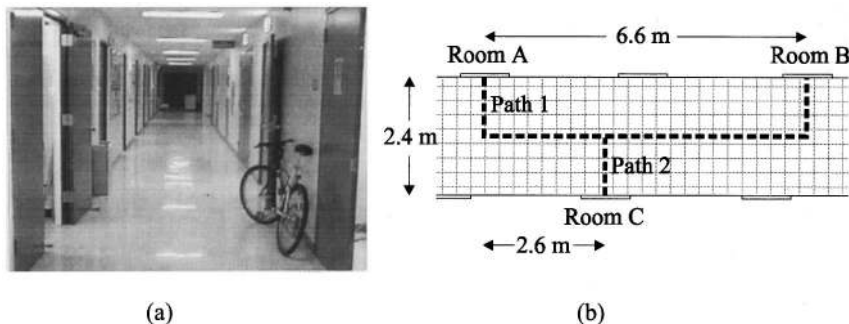 6.6 m
Room A
Room B
Path 1
2.4 m
Path 2
Room C
2.6 m
(a)
(b)